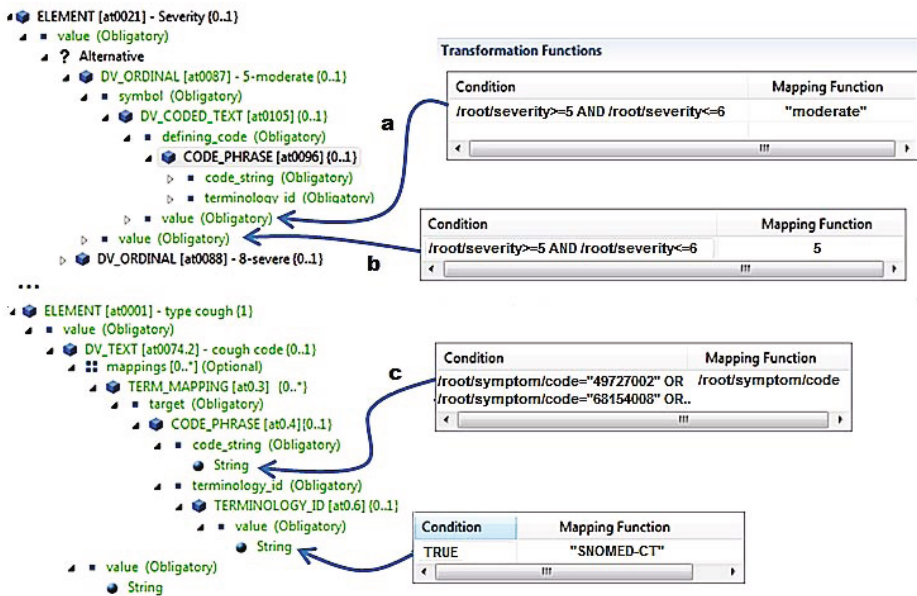 ELEMENT [at0021] - Severity {0..1}
value (Obligatory)
? Alternative
DV_ORDINAL [at0087] - 5-moderate {0..1}
symbol (Obligatory)
DV_CODED_TEXT [at0105] {0..1}
defining_code (Obligatory)
CODE_PHRASE [at0096] {0..1}
code_string (Obligatory)
terminology_id (Obligatory)
value (Obligatory)
value (Obligatory)
DV_ORDINAL [at0088] - 8-severe {0..1}
...
Transformation Functions
Condition Mapping Function
/root/severity>=5 AND /root/severity<=6 "moderate"
a
Condition Mapping Function
/root/severity>=5 AND /root/severity<=6 5
b
ELEMENT [at0001] - type cough {1}
value (Obligatory)
DV_TEXT [at0074.2] - cough code {0..1}
mappings [0..*] (Optional)
TERM_MAPPING [at0.3] {0..*}
target (Obligatory)
CODE_PHRASE [at0.4] {0..1}
code_string (Obligatory)
String
terminology_id (Obligatory)
TERMINOLOGY_ID [at0.6] {0..1}
value (Obligatory)
String
value (Obligatory)
String
c
Condition Mapping Function
/root/symptom/code="49727002" OR /root/symptom/code
/root/symptom/code="68154008" OR..
Condition Mapping Function
TRUE "SNOMED-CT"